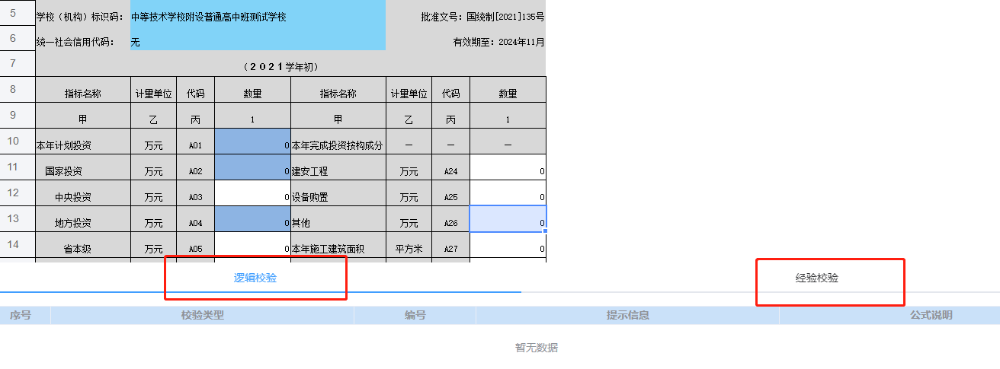 5 学校（机构）标识码： 中等技术学校附设普通高中班测试学校 批准文号：国统制[2021]135号
6 统一社会信用代码： 无 有效期至：2024年11月
7 （２０２１学年初）
8 指标名称 计量单位 代码 数量 指标名称 计量单位 代码 数量
9 甲 乙 丙 1 甲 乙 丙 1
10 本年计划投资 万元 A01 0 本年完成投资按构成分 — — —
11 国家投资 万元 A02 0 建安工程 万元 A24 0
12 中央投资 万元 A03 0 设备购置 万元 A25 0
13 地方投资 万元 A04 0 其他 万元 A26 0
14 省本级 万元 A05 0 本年施工建筑面积 平方米 A27 0
逻辑校验 经验校验
序号 校验类型 编号 提示信息 公式说明
暂无数据